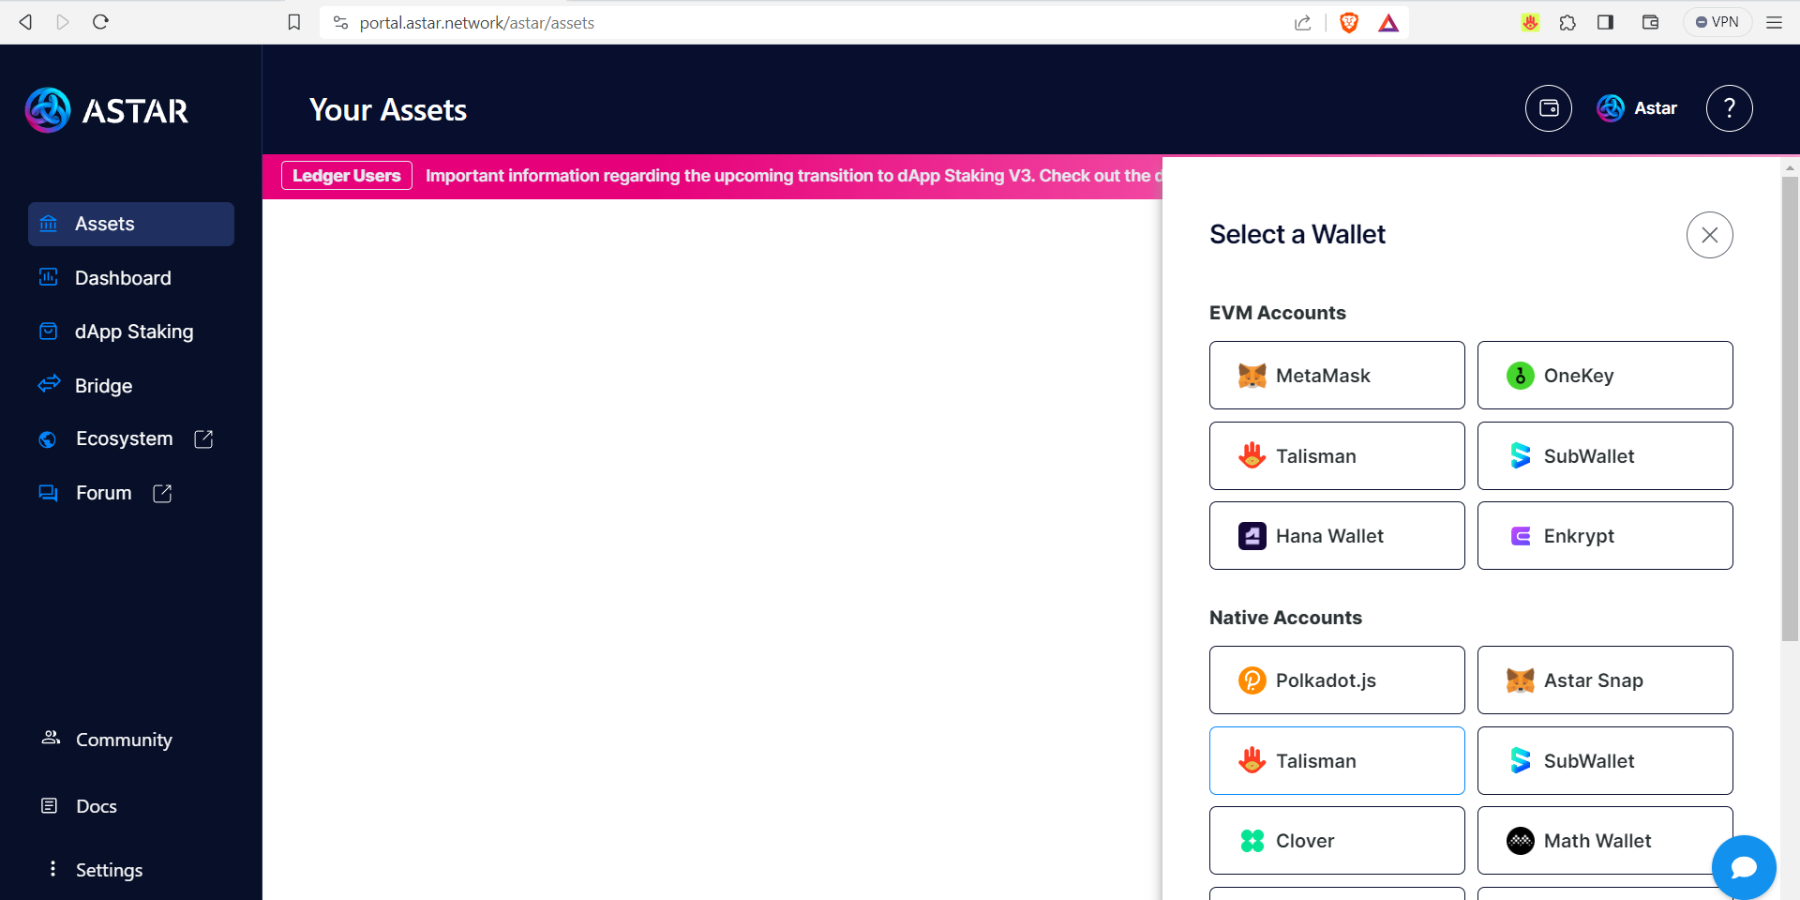 portal.astar.network/astar/assets
VPN
ASTAR
Your Assets
Astar
?
Ledger Users Important information regarding the upcoming transition to dApp Staking V3. Check out the d
Assets
Dashboard
dApp Staking
Bridge
Ecosystem
Forum
Community
Docs
Settings
Select a Wallet
EVM Accounts
MetaMask
OneKey
Talisman
SubWallet
Hana Wallet
Enkrypt
Native Accounts
Polkadot.js
Astar Snap
Talisman
SubWallet
Clover
Math Wallet